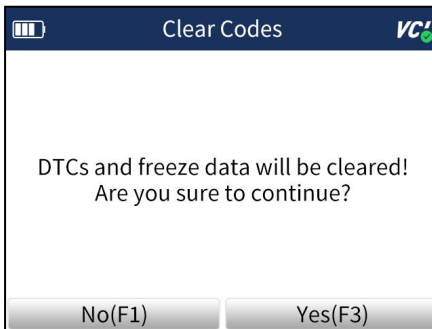 Clear Codes
VCI
DTCs and freeze data will be cleared!
Are you sure to continue?
No(F1)
Yes(F3)